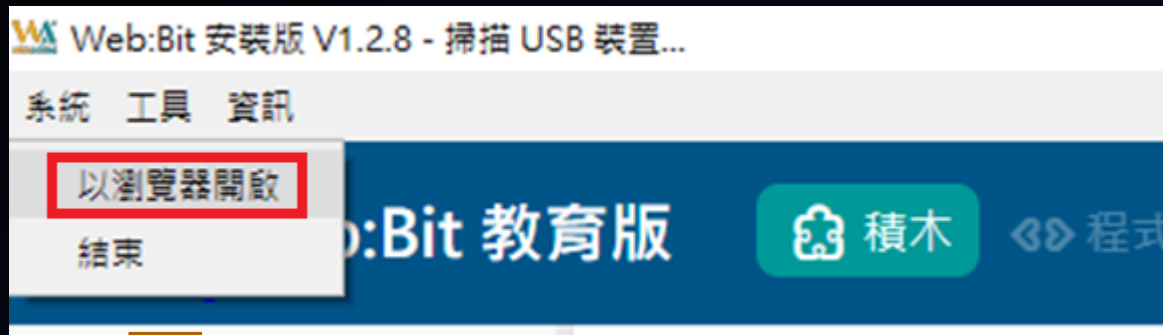 Web:Bit 安裝版 V1.2.8 - 掃描 USB 裝置...
系統 工具 資訊
以瀏覽器開啟
:Bit 教育版 積木 程式
結束